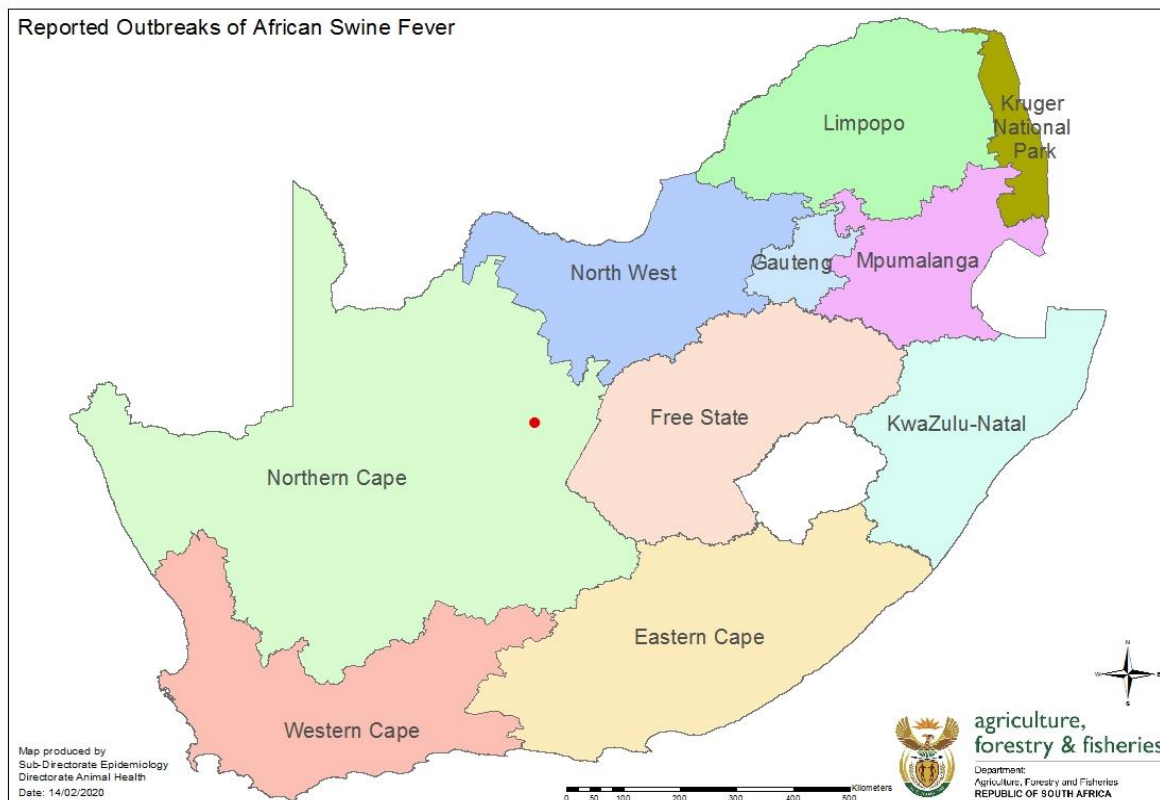 Reported Outbreaks of African Swine Fever
Limpopo
Kruger
National
Park
North West
Gauteng
Mpumalanga
Free State
KwaZulu-Natal
Northern Cape
Eastern Cape
Western Cape
N
W
E
S
Map produced by
Sub-Directorate Epidemiology
Directorate Animal Health
Date: 14/02/2020
0 50 100 200 300 400 500
Kilometers
agriculture,
forestry & fisheries
Department:
Agriculture, Forestry and Fisheries
REPUBLIC OF SOUTH AFRICA